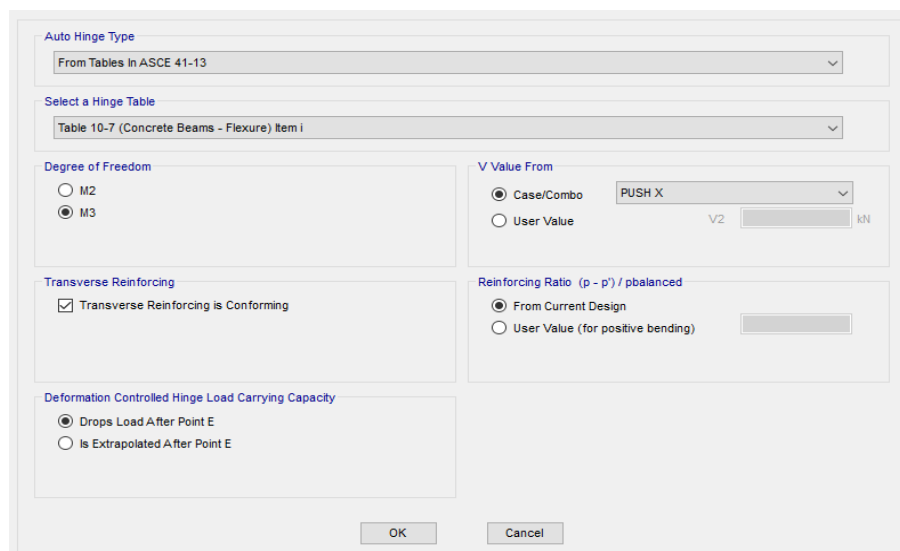 Auto Hinge Type
From Tables In ASCE 41-13
Select a Hinge Table
Table 10-7 (Concrete Beams - Flexure) Item i
Degree of Freedom
M2
M3
V Value From
Case/Combo PUSH X
User Value V2 kN
Transverse Reinforcing
Transverse Reinforcing is Conforming
Reinforcing Ratio (p - p') / pbalanced
From Current Design
User Value (for positive bending)
Deformation Controlled Hinge Load Carrying Capacity
Drops Load After Point E
Is Extrapolated After Point E
OK Cancel